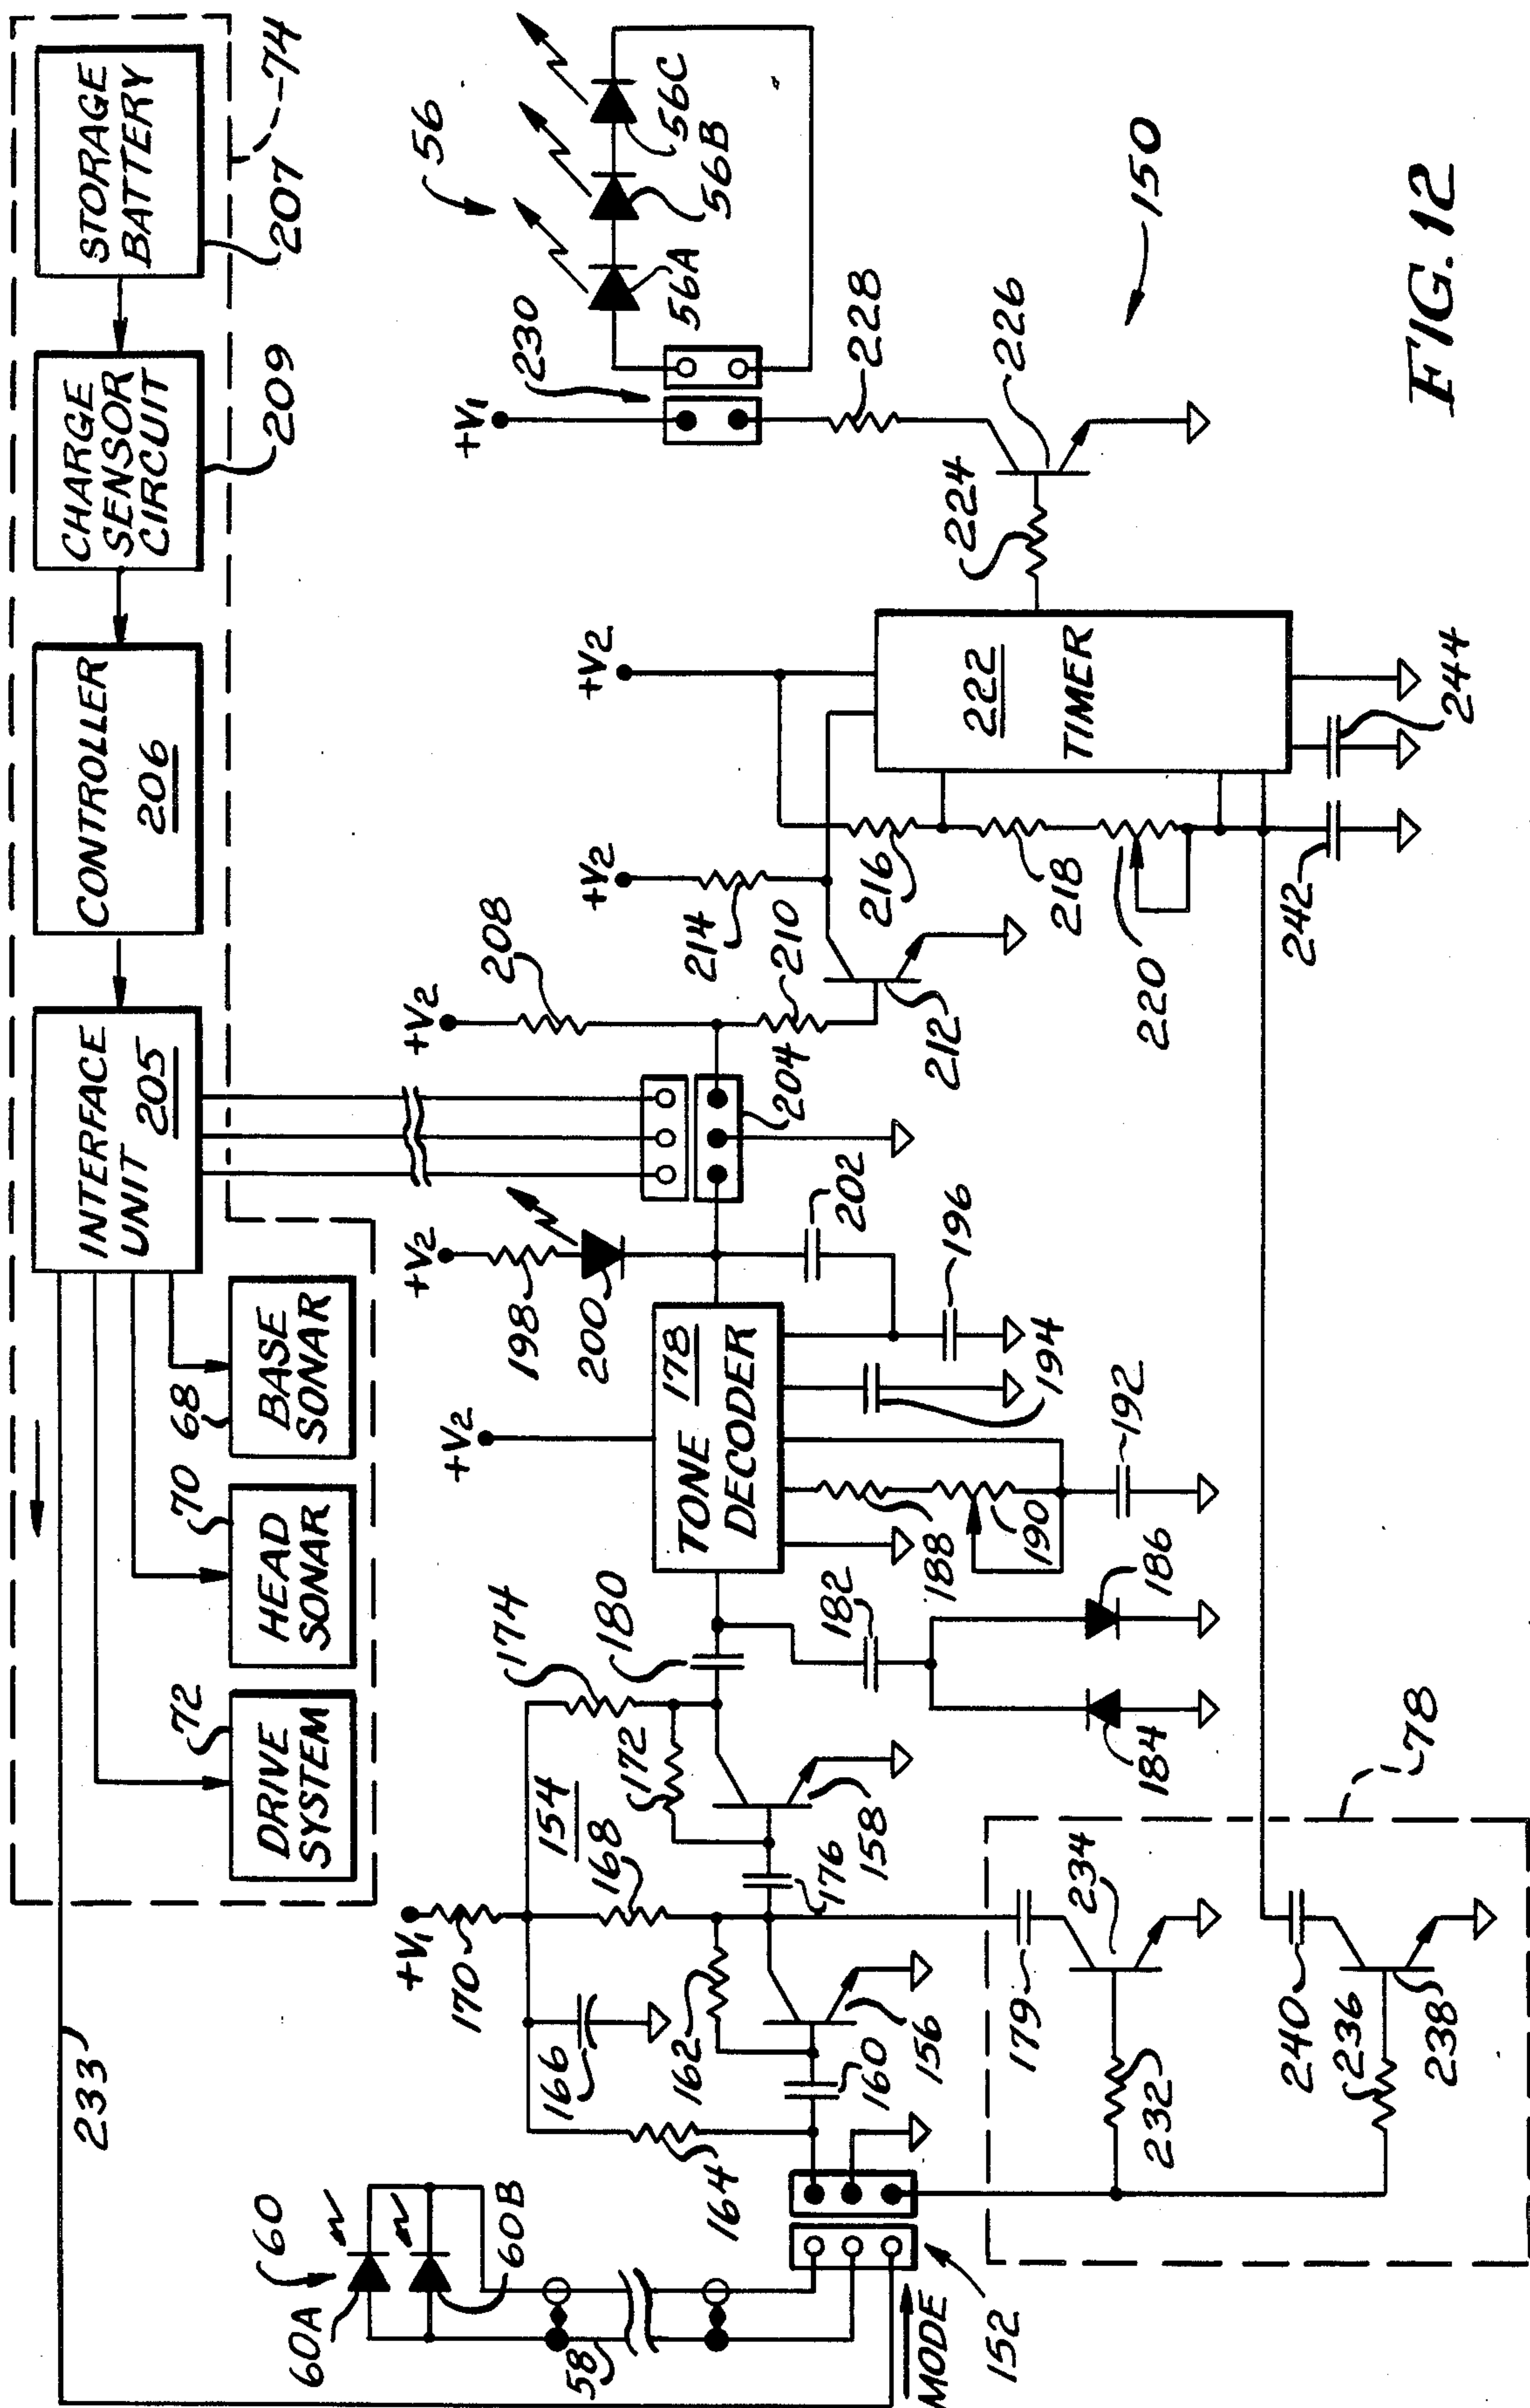 STORAGE
BATTERY
207
74
CHARGE
SENSOR
CIRCUIT
209
CONTROLLER
206
INTERFACE
UNIT 205
BASE
SONAR
68
HEAD
SONAR
70
DRIVE
SYSTEM
72
233
56
56A
56B
56C
230
+V1
228
226
224
150
+V2
222
TIMER
244
242
+V2
214
216
218
220
+V2
208
210
212
204
+V2
198
200
202
196
194
+V2
TONE 178
DECODER
188
190
192
186
184
182
180
174
172
154
168
158
176
+V1
170
166
162
164
160
156
60
60A
60B
58
MODE
152
179
234
232
240
236
238
78
FIG. 12